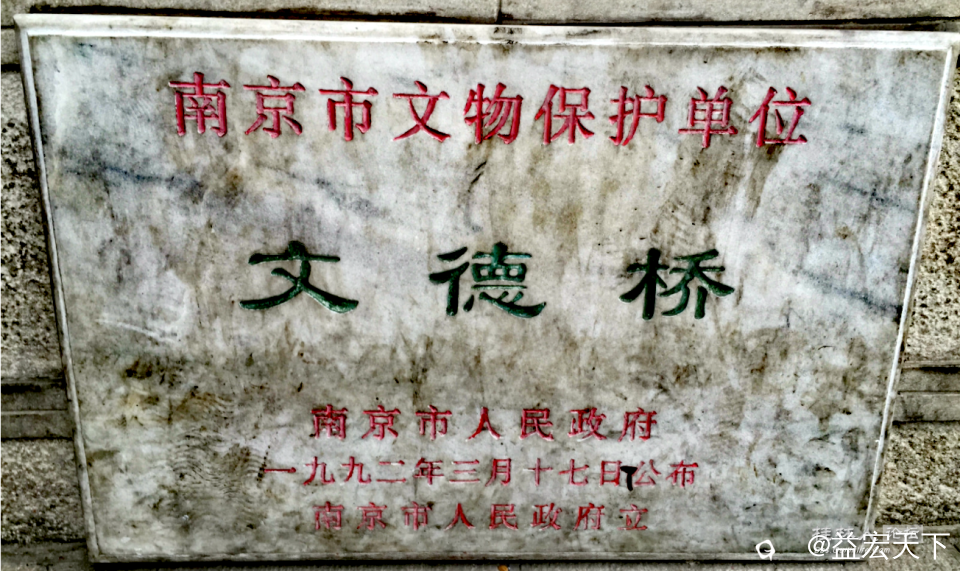 南京市文物保护单位
文德桥
南京市人民政府
一九九二年三月十七日公布
南京市人民政府立
@益宏天下